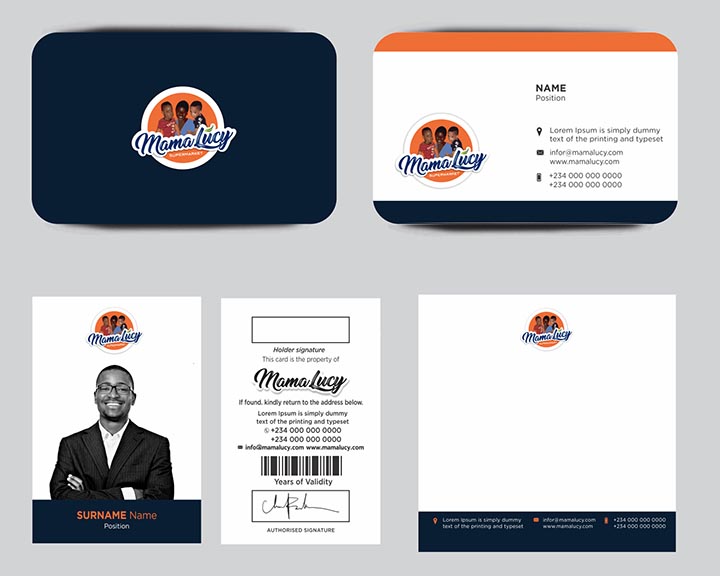 Mama Lucy
SUPERMARKET
NAME
Position
Mama Lucy
SUPERMARKET
Lorem Ipsum is simply dummy
text of the printing and typeset
infor@mamalucy.com
www.mamalucy.com
+234 000 000 0000
+234 000 000 0000
Mama Lucy
SURNAME Name
Position
Holder signature
This card is the property of
Mama Lucy
If found. kindly return to the address below.
Lorem Ipsum is simply dummy
text of the printing and typeset
+234 000 000 0000
+234 000 000 0000
info@mamalucy.com www.mamalucy.com
Years of Validity
AUTHORISED SIGNATURE
Mama Lucy
Lorem Ipsum is simply dummy
text of the printing and typeset
infor@mamalucy.com
www.mamalucy.com
+234 000 000 0000
+234 000 000 0000